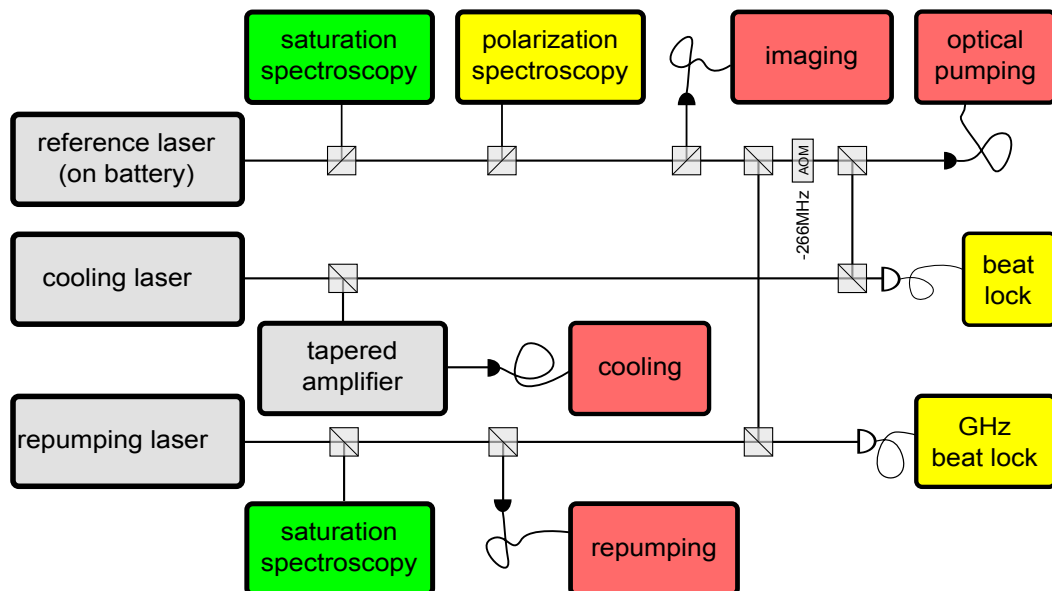 saturation
spectroscopy
polarization
spectroscopy
imaging
optical
pumping
reference laser
(on battery)
AOM
-266MHz
cooling laser
beat
lock
tapered
amplifier
cooling
repumping laser
GHz
beat lock
saturation
spectroscopy
repumping